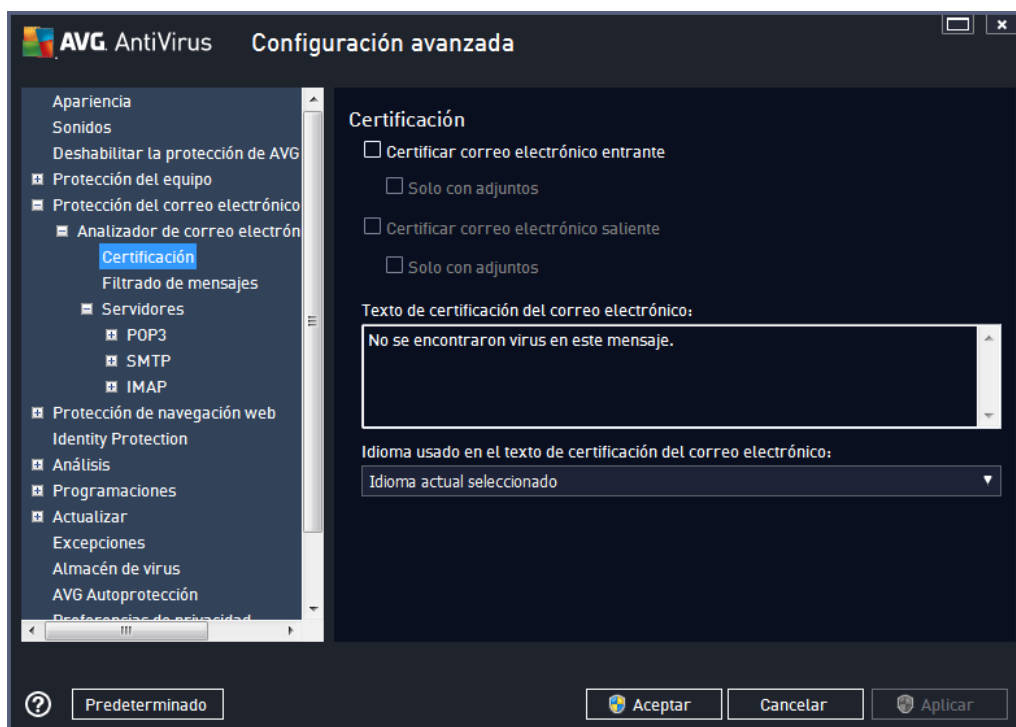 AVG. AntiVirus Configuración avanzada
Apariencia
Sonidos
Deshabilitar la protección de AVG
Protección del equipo
Protección del correo electrónico
Analizador de correo electrón
Certificación
Filtrado de mensajes
Servidores
POP3
SMTP
IMAP
Protección de navegación web
Identity Protection
Análisis
Programaciones
Actualizar
Excepciones
Almacén de virus
AVG Autoprotección
Preferencias de privacidad
Certificación
Certificar correo electrónico entrante
Solo con adjuntos
Certificar correo electrónico saliente
Solo con adjuntos
Texto de certificación del correo electrónico:
No se encontraron virus en este mensaje.
Idioma usado en el texto de certificación del correo electrónico:
Idioma actual seleccionado
Predeterminado
Aceptar
Cancelar
Aplicar